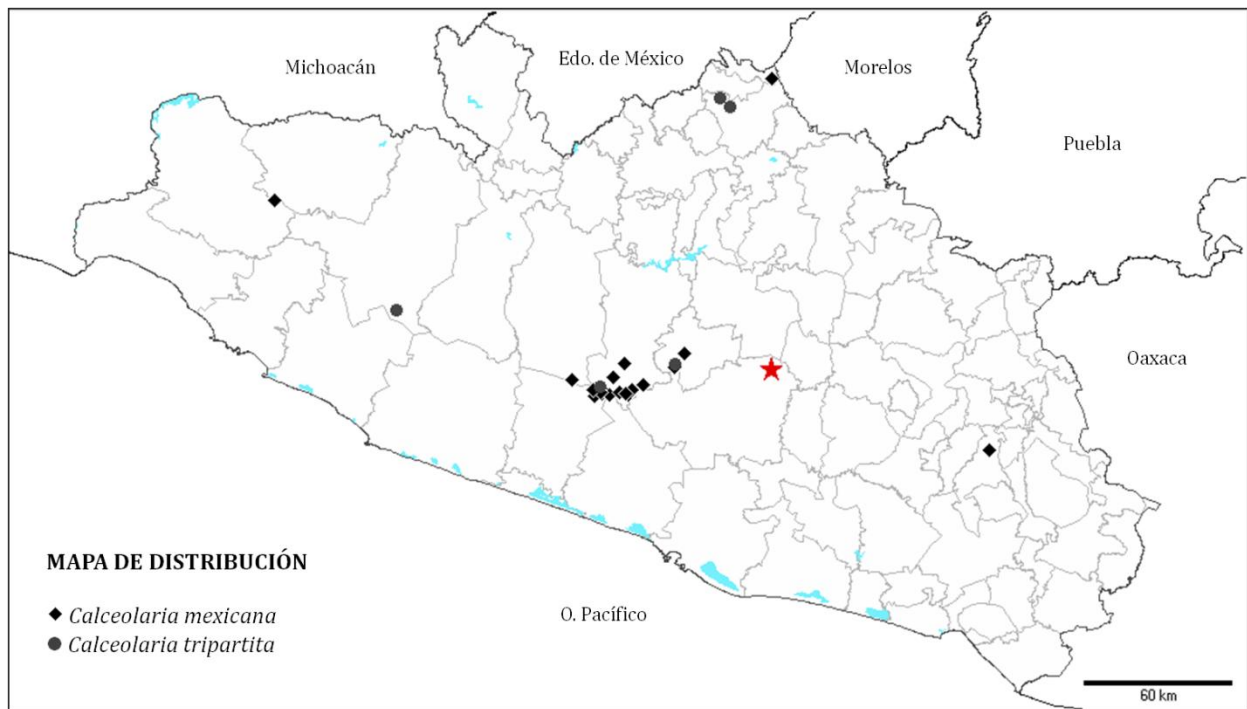 Edo. de México
Michoacán
Morelos
Puebla
Oaxaca
MAPA DE DISTRIBUCIÓN
Calceolaria mexicana
Calceolaria tripartita
O. Pacífico
60 km